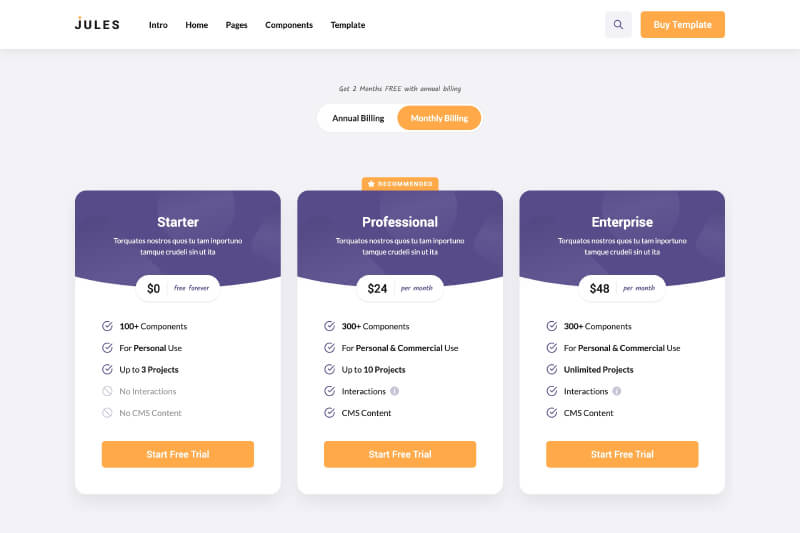 JULES
Intro
Home
Pages
Components
Template
Buy Template
Get 2 Months FREE with annual billing
Annual Billing
Monthly Billing
Starter
Torquatos nostros quos tu tam inportuno
tamque crudeli sin ut ita
$0
free forever
100+ Components
For Personal Use
Up to 3 Projects
No Interactions
No CMS Content
Start Free Trial
RECOMMENDED
Professional
Torquatos nostros quos tu tam inportuno
tamque crudeli sin ut ita
$24
per month
300+ Components
For Personal & Commercial Use
Up to 10 Projects
Interactions
CMS Content
Start Free Trial
Enterprise
Torquatos nostros quos tu tam inportuno
tamque crudeli sin ut ita
$48
per month
300+ Components
For Personal & Commercial Use
Unlimited Projects
Interactions
CMS Content
Start Free Trial